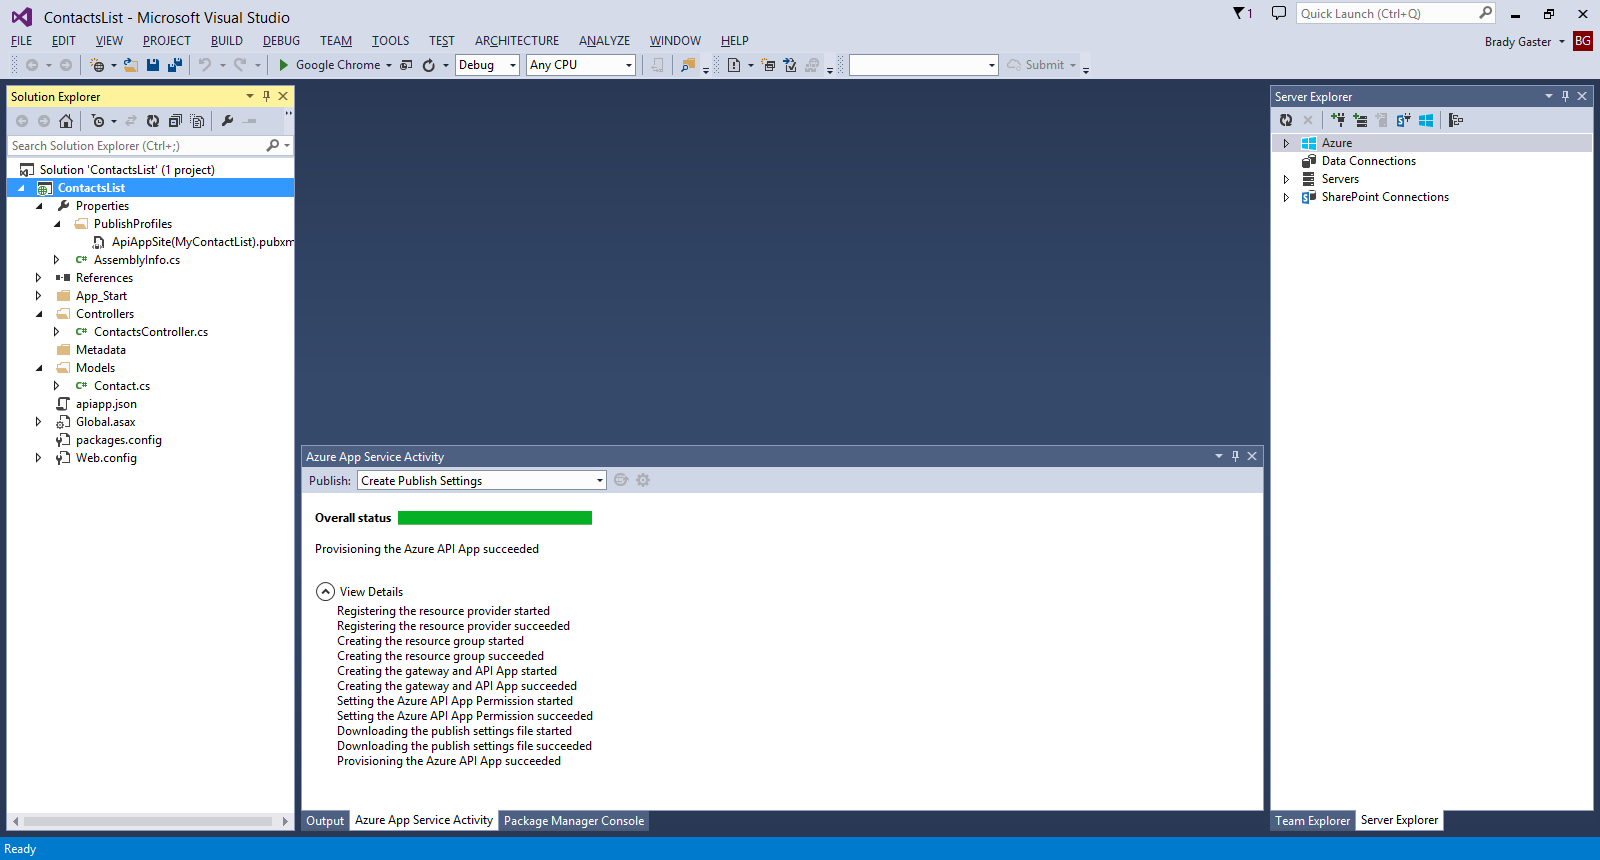 ContactsList - Microsoft Visual Studio
1
Quick Launch (Ctrl+Q)
FILE EDIT VIEW PROJECT BUILD DEBUG TEAM TOOLS TEST ARCHITECTURE ANALYZE WINDOW HELP
Brady Gaster BG
Google Chrome Debug Any CPU Submit
Solution Explorer
Search Solution Explorer (Ctrl+;)
Solution 'ContactsList' (1 project)
ContactsList
Properties
PublishProfiles
ApiAppSite(MyContactList).pubxm
C# AssemblyInfo.cs
References
App_Start
Controllers
C# ContactsController.cs
Metadata
Models
C# Contact.cs
apiapp.json
Global.asax
packages.config
Web.config
Azure App Service Activity
Publish: Create Publish Settings
Overall status
Provisioning the Azure API App succeeded
View Details
Registering the resource provider started
Registering the resource provider succeeded
Creating the resource group started
Creating the resource group succeeded
Creating the gateway and API App started
Creating the gateway and API App succeeded
Setting the Azure API App Permission started
Setting the Azure API App Permission succeeded
Downloading the publish settings file started
Downloading the publish settings file succeeded
Provisioning the Azure API App succeeded
Output Azure App Service Activity Package Manager Console
Server Explorer
Azure
Data Connections
Servers
SharePoint Connections
Team Explorer Server Explorer
Ready